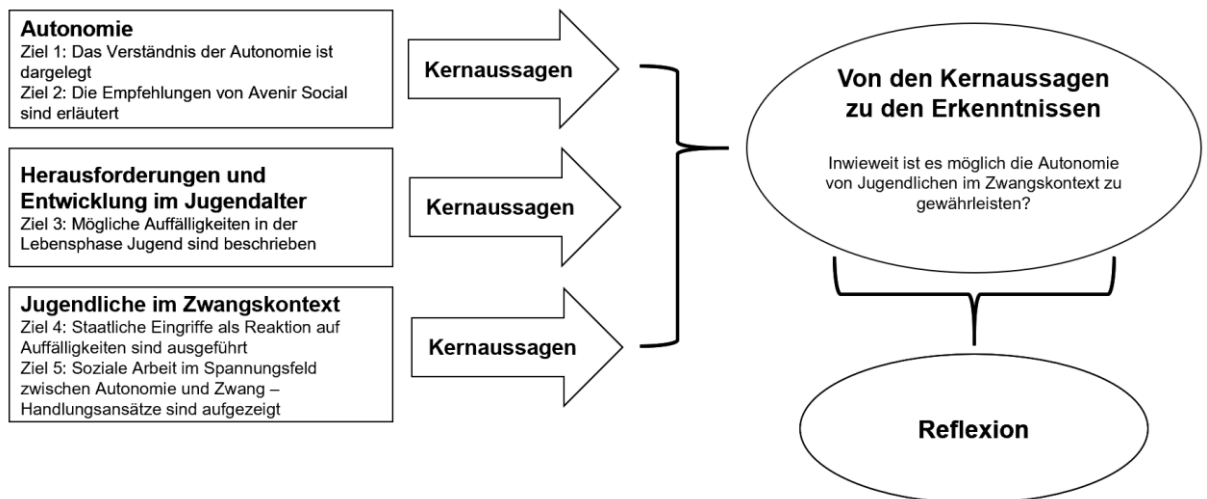 Autonomie
Ziel 1: Das Verständnis der Autonomie ist
dargelegt
Ziel 2: Die Empfehlungen von Avenir Social
sind erläutert
Kernaussagen
Herausforderungen und
Entwicklung im Jugendalter
Ziel 3: Mögliche Auffälligkeiten in der
Lebensphase Jugend sind beschrieben
Kernaussagen
Jugendliche im Zwangskontext
Ziel 4: Staatliche Eingriffe als Reaktion auf
Auffälligkeiten sind ausgeführt
Ziel 5: Soziale Arbeit im Spannungsfeld
zwischen Autonomie und Zwang –
Handlungsansätze sind aufgezeigt
Kernaussagen
Von den Kernaussagen
zu den Erkenntnissen
Inwieweit ist es möglich die Autonomie
von Jugendlichen im Zwangskontext zu
gewährleisten?
Reflexion